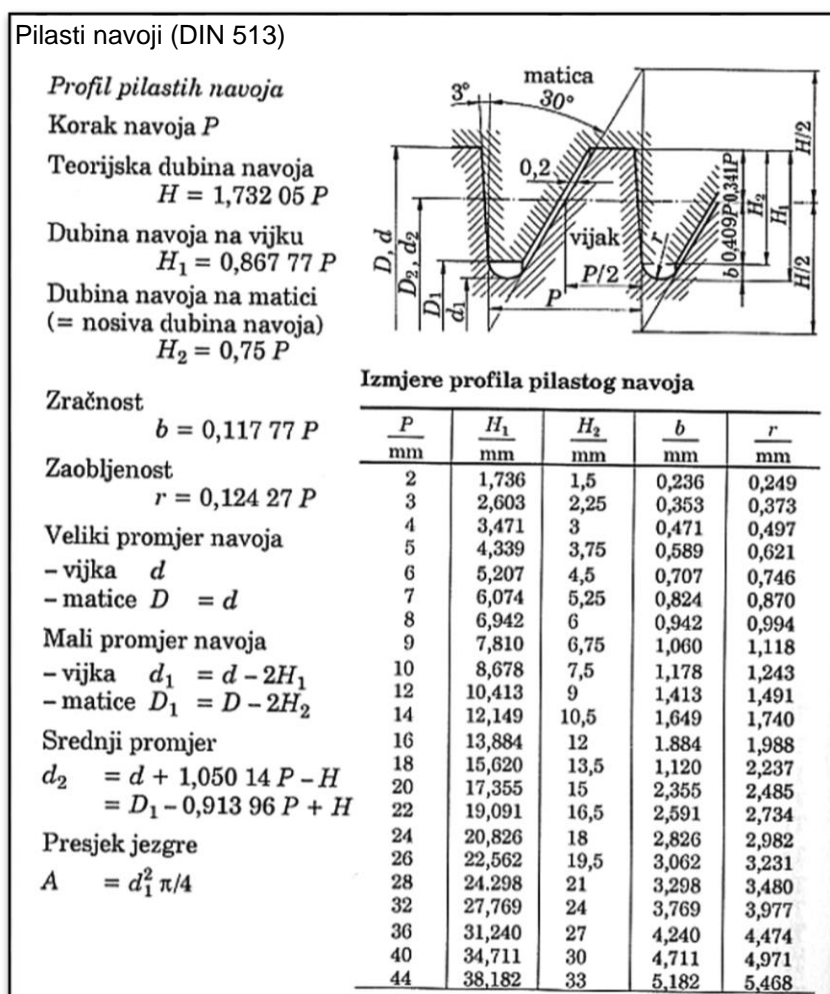 Pilasti navoji (DIN 513)
Profil pilastih navoja
Korak navoja P
Teorijska dubina navoja
H = 1,732 05 P
Dubina navoja na vijku
H₁ = 0,867 77 P
Dubina navoja na matici
(= nosiva dubina navoja)
H₂ = 0,75 P
Zračnost
b = 0,117 77 P
Zaobljenost
r = 0,124 27 P
Veliki promjer navoja
– vijka d
– matice D = d
Mali promjer navoja
– vijka d₁ = d – 2H₁
– matice D₁ = D – 2H₂
Srednji promjer
d₂ = d + 1,050 14 P – H
= D₁ – 0,913 96 P + H
Presjek jezgre
A = d₁² π/4
matica
3°
30°
0,2
vijak
r
P/2
P
D, d
D₂, d₂
D₁
d₁
b 0,409P 0,341P
H₂
H₁
H/2
H/2
Izmjere profila pilastog navoja
P H₁ H₂ b r
mm mm mm mm mm
2 1,736 1,5 0,236 0,249
3 2,603 2,25 0,353 0,373
4 3,471 3 0,471 0,497
5 4,339 3,75 0,589 0,621
6 5,207 4,5 0,707 0,746
7 6,074 5,25 0,824 0,870
8 6,942 6 0,942 0,994
9 7,810 6,75 1,060 1,118
10 8,678 7,5 1,178 1,243
12 10,413 9 1,413 1,491
14 12,149 10,5 1,649 1,740
16 13,884 12 1.884 1,988
18 15,620 13,5 1,120 2,237
20 17,355 15 2,355 2,485
22 19,091 16,5 2,591 2,734
24 20,826 18 2,826 2,982
26 22,562 19,5 3,062 3,231
28 24.298 21 3,298 3,480
32 27,769 24 3,769 3,977
36 31,240 27 4,240 4,474
40 34,711 30 4,711 4,971
44 38,182 33 5,182 5,468